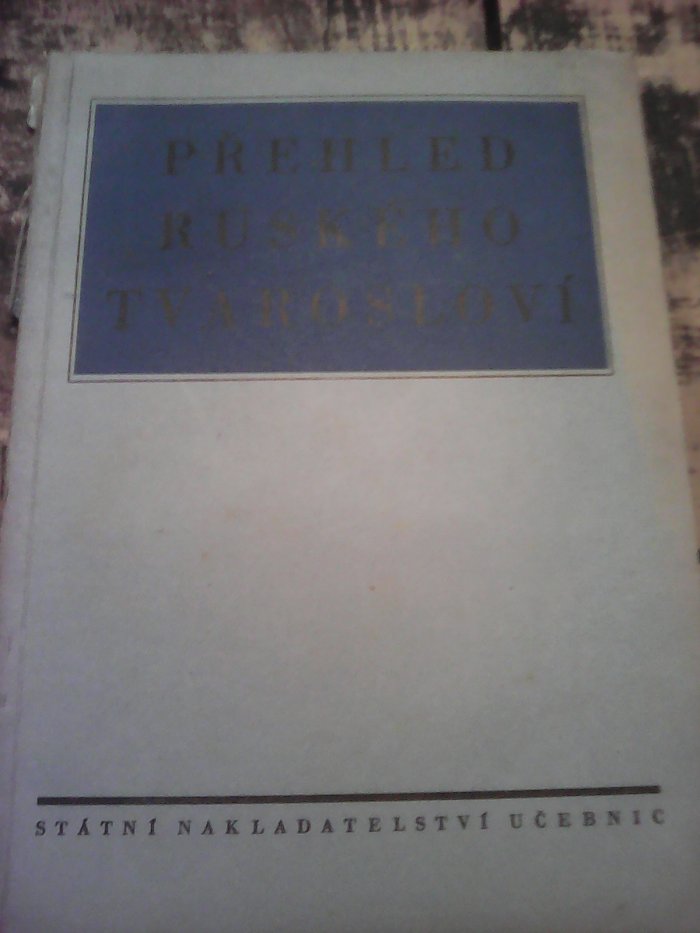 PŘEHLED
RUSKÉHO
TVAROSLOVÍ
STÁTNÍ NAKLADATELSTVÍ UČEBNIC